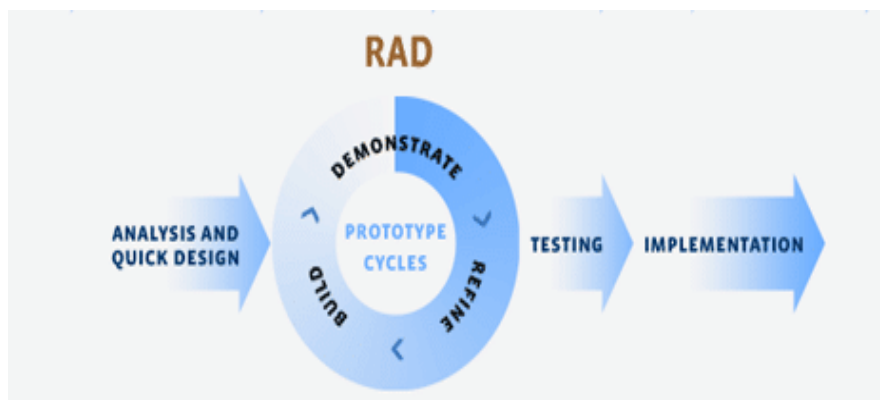 RAD
ANALYSIS AND
QUICK DESIGN
DEMONSTRATE
REFINE
BUILD
PROTOTYPE
CYCLES
TESTING
IMPLEMENTATION